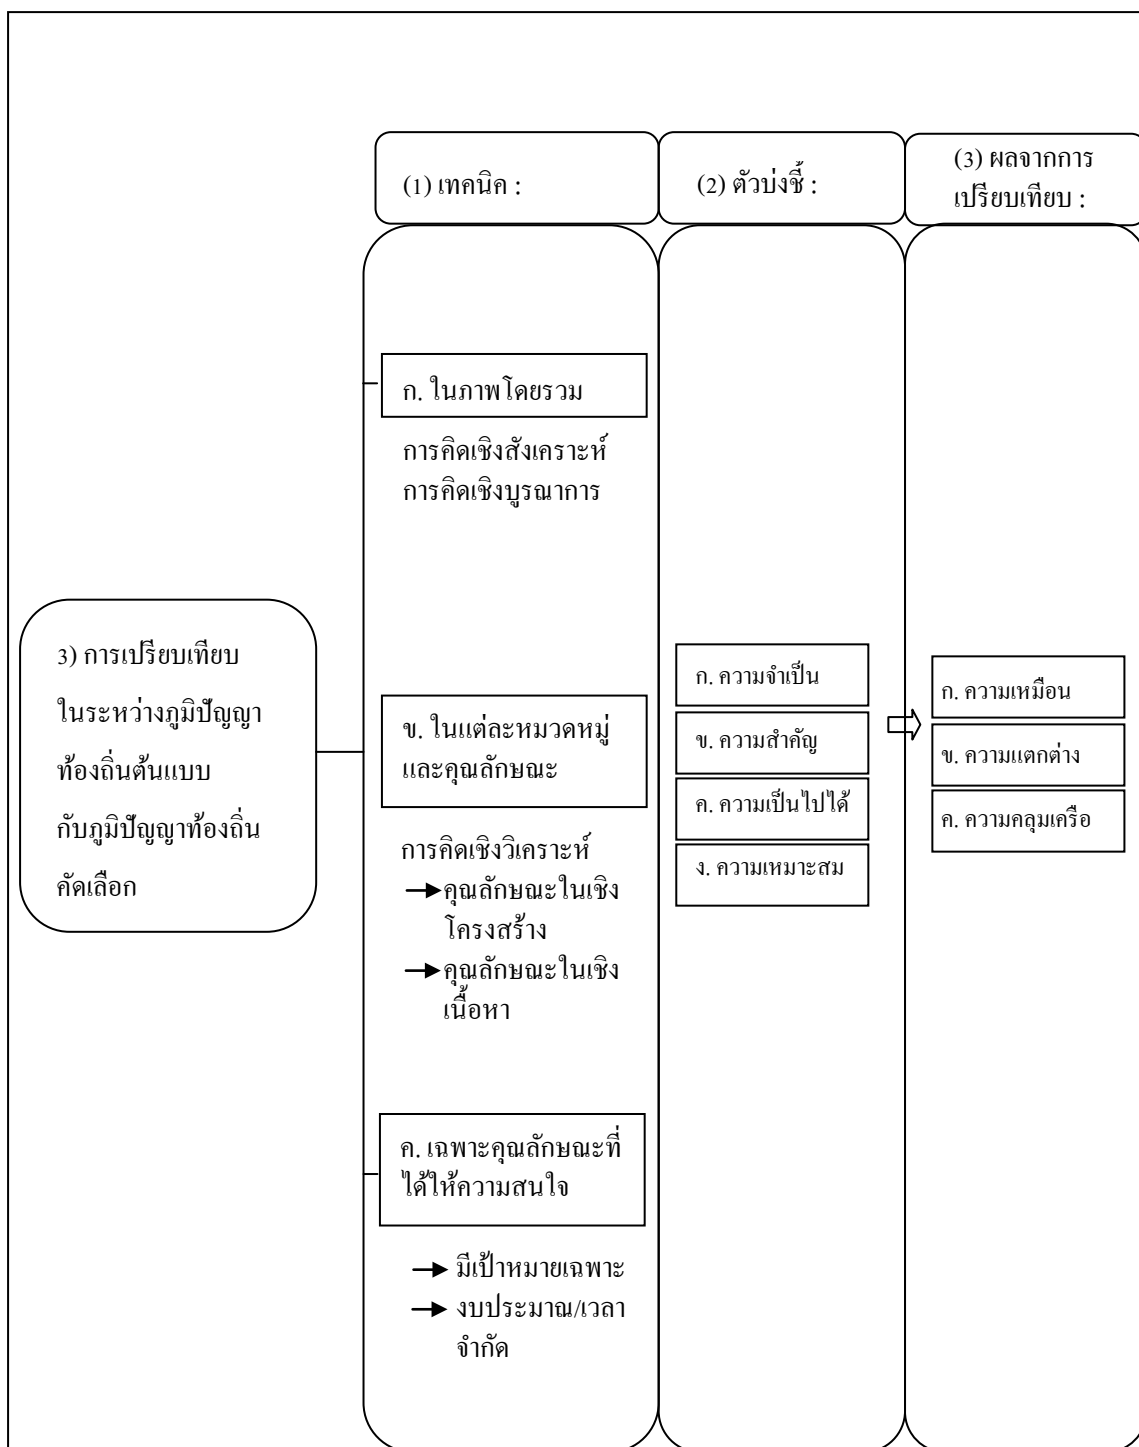 3) การเปรียบเทียบ
ในระหว่างภูมิปัญญา
ท้องถิ่นต้นแบบ
กับภูมิปัญญาท้องถิ่น
คัดเลือก
(1) เทคนิค :
ก. ในภาพโดยรวม
การคิดเชิงสังเคราะห์
การคิดเชิงบูรณาการ
ข. ในแต่ละหมวดหมู่
และคุณลักษณะ
การคิดเชิงวิเคราะห์
คุณลักษณะในเชิง
โครงสร้าง
คุณลักษณะในเชิง
เนื้อหา
ค. เฉพาะคุณลักษณะที่
ได้ให้ความสนใจ
มีเป้าหมายเฉพาะ
งบประมาณ/เวลา
จำกัด
(2) ตัวบ่งชี้ :
ก. ความจำเป็น
ข. ความสำคัญ
ค. ความเป็นไปได้
ง. ความเหมาะสม
(3) ผลจากการ
เปรียบเทียบ :
ก. ความเหมือน
ข. ความแตกต่าง
ค. ความคลุมเครือ